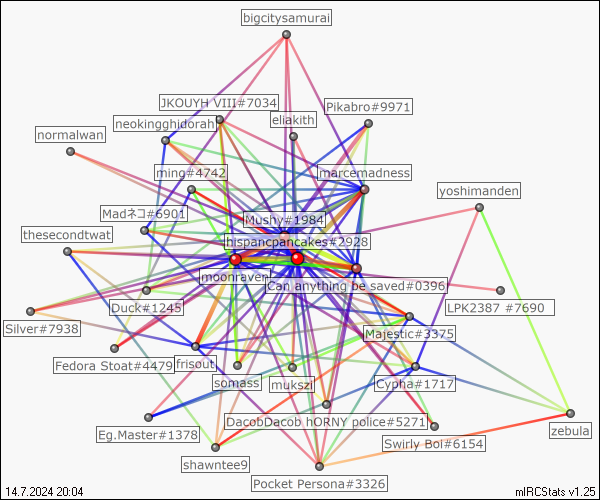 bigcitysamurai
JKOUYH VIII#7034
Pikabro#9971
neokingghidorah
eliakith
normalwan
ming#4742
marcemadness
yoshimanden
Madネコ#6901
Mushy#1984
thesecondtwat
hispancpancakes#2928
moonraven
Can anything be saved#0396
Duck#1245
LPK2387 #7690
Silver#7938
Majestic#3375
Fedora Stoat#4479
frisout
somass
mukszi
Cypha#1717
DacobDacob hORNY police#5271
Eg.Master#1378
Swirly Boi#6154
zebula
shawntee9
Pocket Persona#3326
14.7.2024 20:04
mIRCStats v1.25